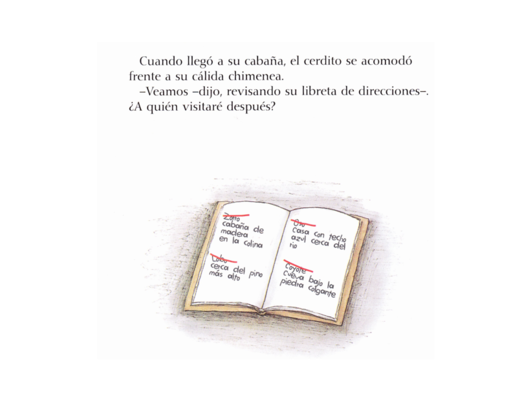 Cuando llegó a su cabaña, el cerdito se acomodó
frente a su cálida chimenea.
–Veamos –dijo, revisando su libreta de direcciones–.
¿A quién visitaré después?
Zorro
cabaña de
madera
en la colina
Lobo
cerca del pino
más alto
Oso
Casa con techo
azul cerca del
río
Coyote
Cueva bajo la
piedra colgante